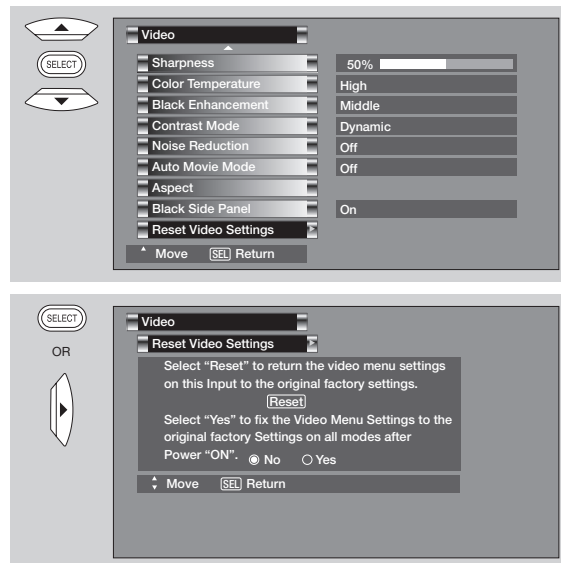 SELECT
Video
Sharpness 50%
Color Temperature High
Black Enhancement Middle
Contrast Mode Dynamic
Noise Reduction Off
Auto Movie Mode Off
Aspect
Black Side Panel On
Reset Video Settings
Move SEL Return
SELECT
OR
Video
Reset Video Settings
Select “Reset” to return the video menu settings
on this Input to the original factory settings.
Reset
Select “Yes” to fix the Video Menu Settings to the
original factory Settings on all modes after
Power “ON”. No Yes
Move SEL Return